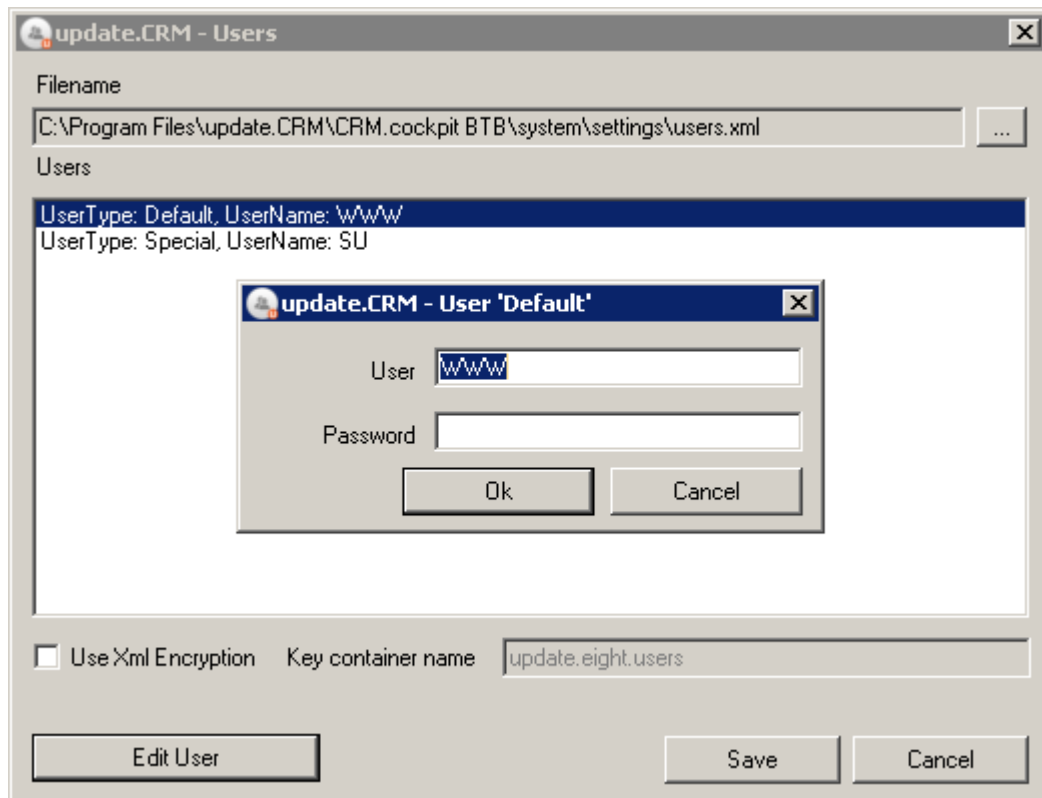 update.CRM - Users
Filename
C:\Program Files\update.CRM\CRM.cockpit BTB\system\settings\users.xml
...
Users
UserType: Default, UserName: WWW
UserType: Special, UserName: SU
update.CRM - User 'Default'
User WWW
Password
Ok Cancel
Use Xml Encryption Key container name update.eight.users
Edit User Save Cancel